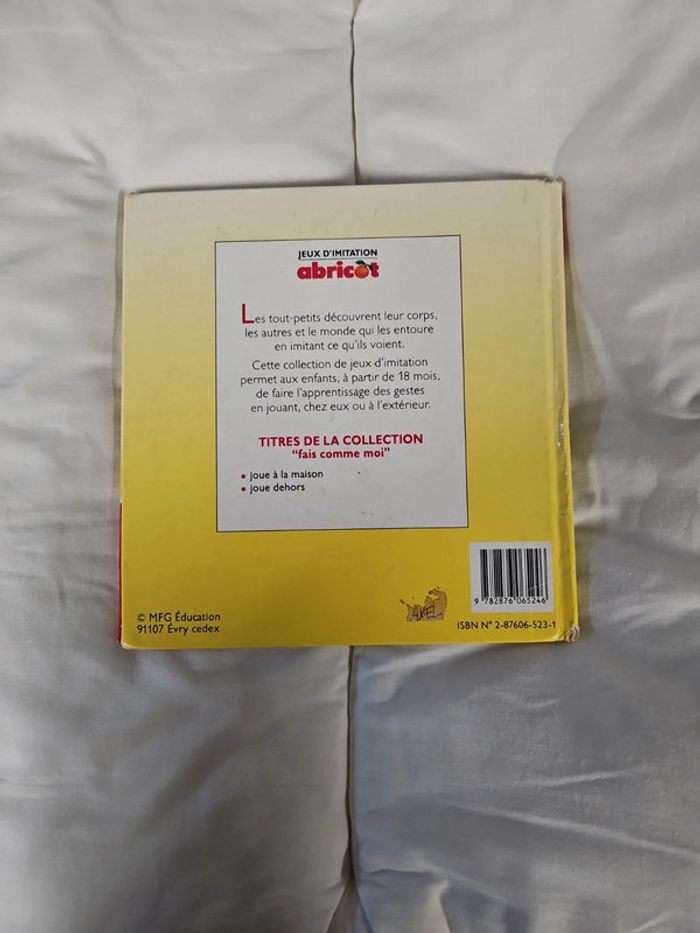 JEUX D'IMITATION
abricot
Les tout-petits découvrent leur corps,
les autres et le monde qui les entoure
en imitant ce qu'ils voient.
Cette collection de jeux d'imitation
permet aux enfants, à partir de 18 mois,
de faire l'apprentissage des gestes
en jouant, chez eux ou à l'extérieur.
TITRES DE LA COLLECTION
"fais comme moi"
• joue à la maison
• joue dehors
9 782876 065246
© MFG Éducation
91107 Évry cedex
ISBN N° 2-87606-523-1